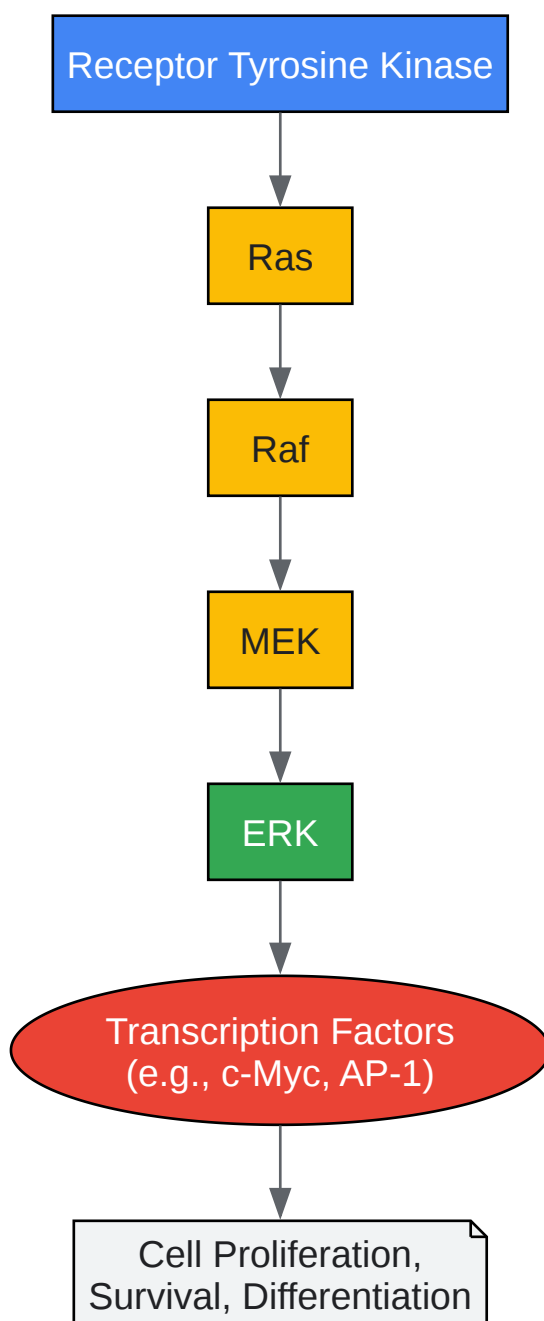 Receptor Tyrosine Kinase
Ras
Raf
MEK
ERK
Transcription Factors
(e.g., c-Myc, AP-1)
Cell Proliferation,
Survival, Differentiation